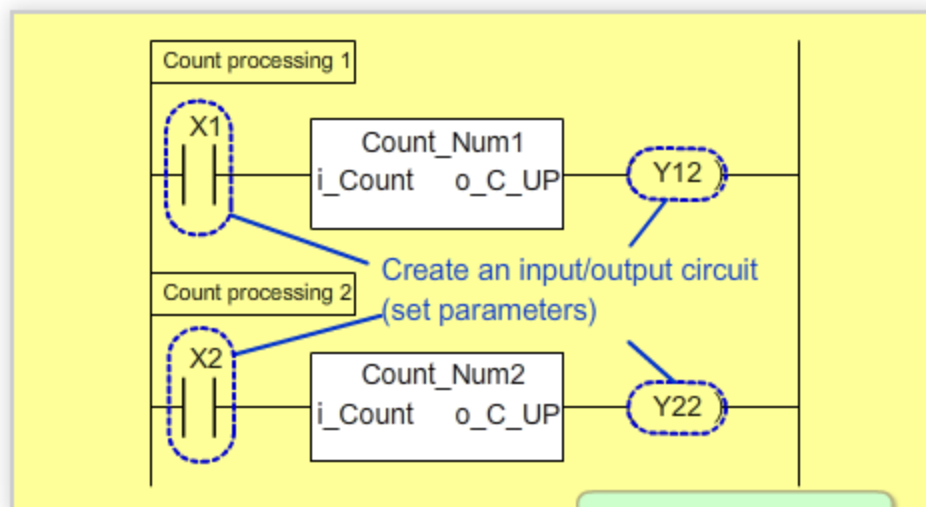 Count processing 1
X1
Count_Num1
i_Count o_C_UP
Y12
Create an input/output circuit
(set parameters)
Count processing 2
X2
Count_Num2
i_Count o_C_UP
Y22